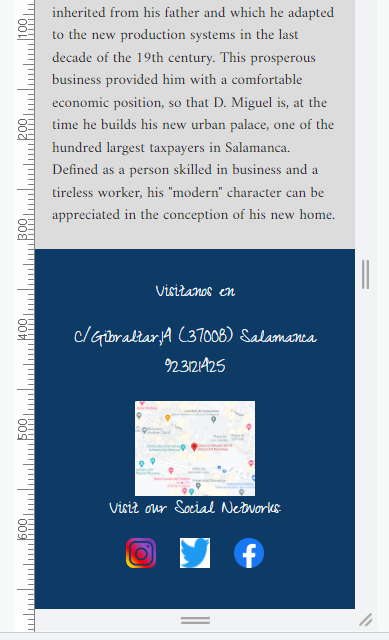 inherited from his father and which he adapted
to the new production systems in the last
decade of the 19th century. This prosperous
business provided him with a comfortable
economic position, so that D. Miguel is, at the
time he builds his new urban palace, one of the
hundred largest taxpayers in Salamanca.
Defined as a person skilled in business and a
tireless worker, his "modern" character can be
appreciated in the conception of his new home.
Visitanos en
C/Gibraltar,14 (37008) Salamanca
923121425
Visit our Social Networks
100
200
300
400
500
600